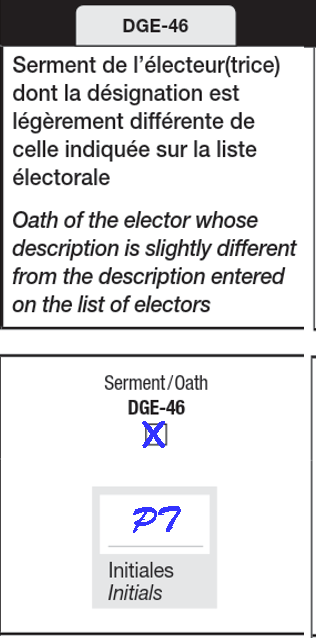 DGE-46
Serment de l’électeur(trice)
dont la désignation est
légèrement différente de
celle indiquée sur la liste
électorale
Oath of the elector whose
description is slightly different
from the description entered
on the list of electors
Serment/Oath
DGE-46
X
PT
Initiales
Initials